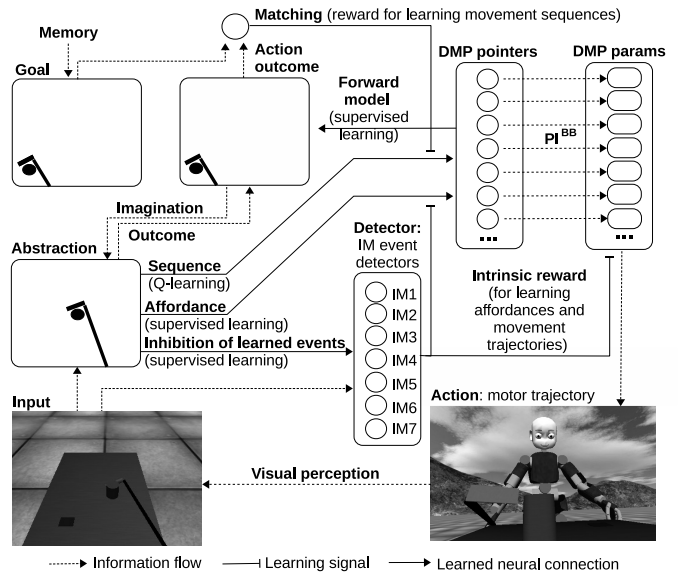 Matching (reward for learning movement sequences)
Memory
Goal
Action
outcome
DMP pointers
DMP params
Forward
model
(supervised
learning)
PI^BB
Imagination
Outcome
Abstraction
Sequence
(Q-learning)
Affordance
(supervised learning)
Inhibition of learned events
(supervised learning)
Detector:
IM event
detectors
IM1
IM2
IM3
IM4
IM5
IM6
IM7
Intrinsic reward
(for learning
affordances and
movement
trajectories)
Input
Action: motor trajectory
Visual perception
Information flow
Learning signal
Learned neural connection